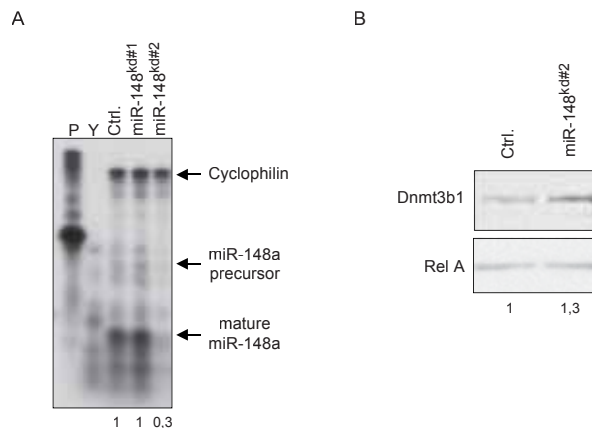 A
B
P
Y
Ctrl.
miR-148kd#1
miR-148kd#2
Cyclophilin
miR-148a
precursor
mature
miR-148a
1 1 0,3
Ctrl.
miR-148kd#2
Dnmt3b1
Rel A
1 1,3